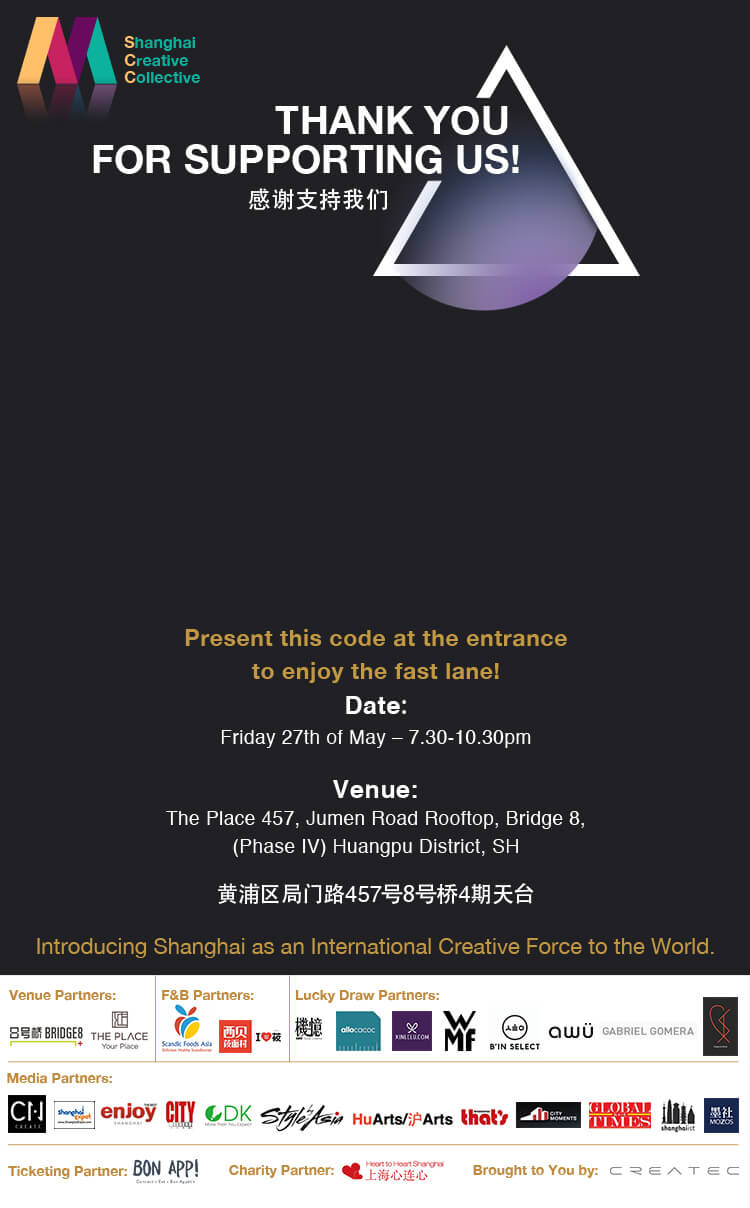 Shanghai
Creative
Collective
THANK YOU
FOR SUPPORTING US!
感谢支持我们
Present this code at the entrance
to enjoy the fast lane!
Date:
Friday 27th of May – 7.30-10.30pm
Venue:
The Place 457, Jumen Road Rooftop, Bridge 8,
(Phase IV) Huangpu District, SH
黄浦区局门路457号8号桥4期天台
Introducing Shanghai as an International Creative Force to the World.
Venue Partners:
F&B Partners:
Lucky Draw Partners:
8号桥 BRIDGE8
THE PLACE
Your Place
Scandic Foods Asia
西贝
莜面村
I 莜
機憶
allocacoc
XINLELU.COM
WMF
B'IN SELECT
awü
GABRIEL GOMERA
Media Partners:
CREATE
shanghai expat
enjoy
SHANGHAI
CITY
DK
Style Asia
HuArts/沪Arts
that's
CITY
MOMENTS
GLOBAL
TIMES
shanghaiist
墨社
MOZOS
Ticketing Partner:
BON APP!
Charity Partner:
Heart to Heart Shanghai
上海心连心
Brought to You by:
CREATEC